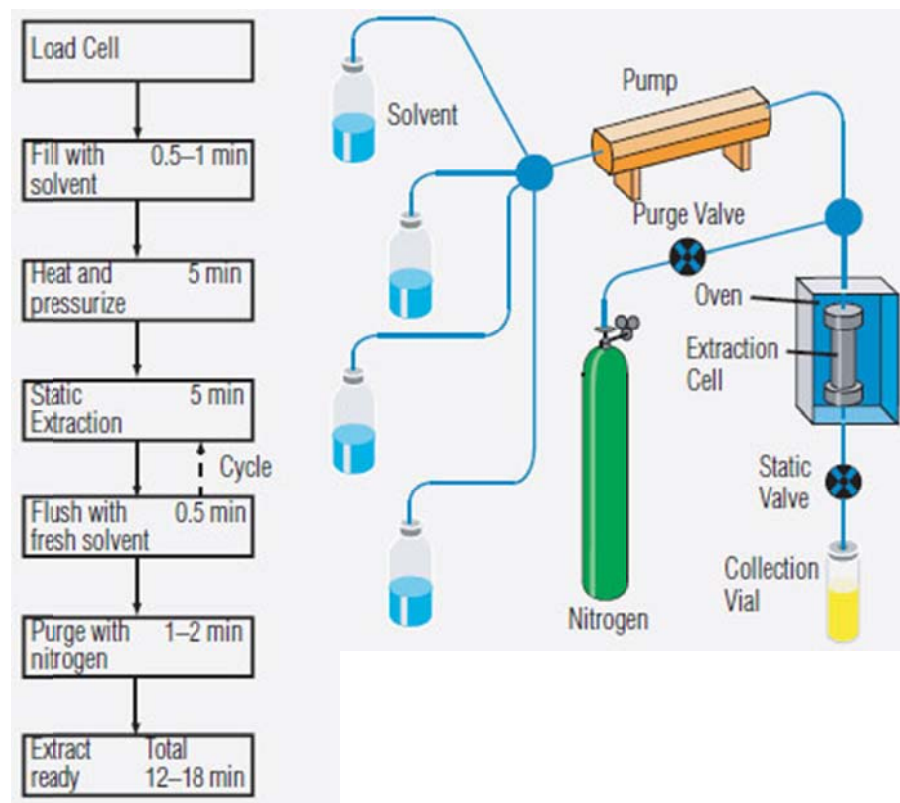 Load Cell
Fill with 0.5–1 min
solvent
Heat and 5 min
pressurize
Static 5 min
Extraction
Cycle
Flush with 0.5 min
fresh solvent
Purge with 1–2 min
nitrogen
Extract Total
ready 12–18 min
Solvent
Pump
Purge Valve
Oven
Extraction
Cell
Static
Valve
Collection
Vial
Nitrogen